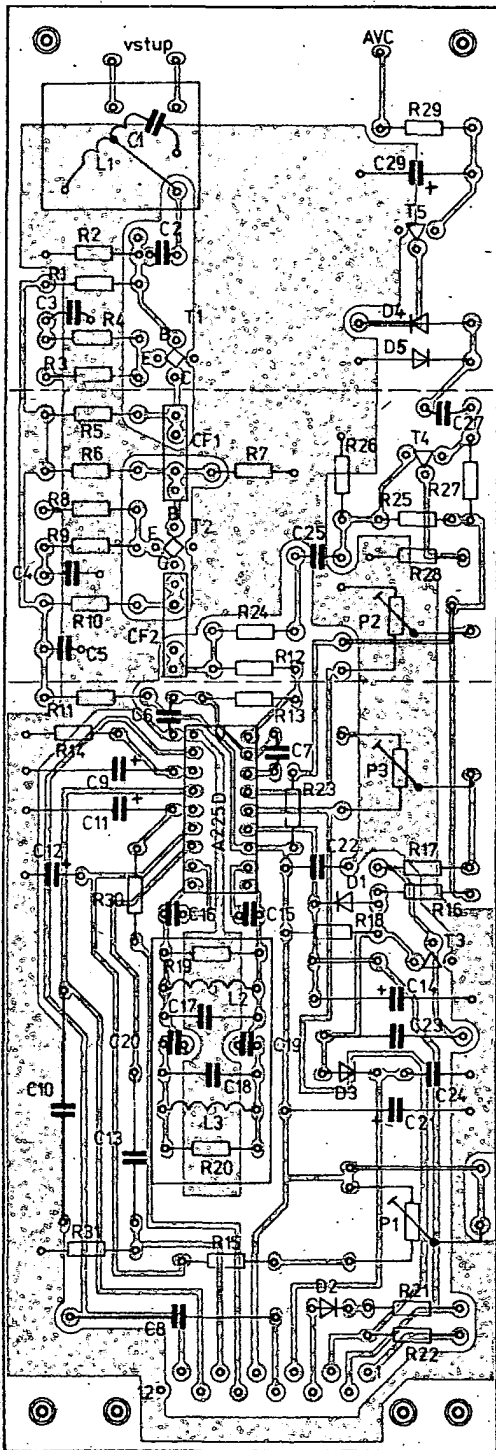 vstup
AVC
R29
C1
L1
C29
+
T5
R2
C2
R1
C3
R4
T1
D4
B
E
R3
C
D5
C27
R5
CF1
R26
T4
R6
R7
R27
R8
R25
B
R9
E
T2
C25
R28
C4
C
R10
R24
P2
CF2
C5
R12
R11
C6
R13
R14
C7
P3
C9
+
A225D
R23
C11
+
C12
+
C22
R17
D1
R30
R16
C16
C15
R18
T3
R19
L2
+
C14
C17
C23
C20
C19
D3
C18
C24
C10
L3
+
C21
C13
R20
P1
R31
R15
D2
R21
C8
R22
1
2